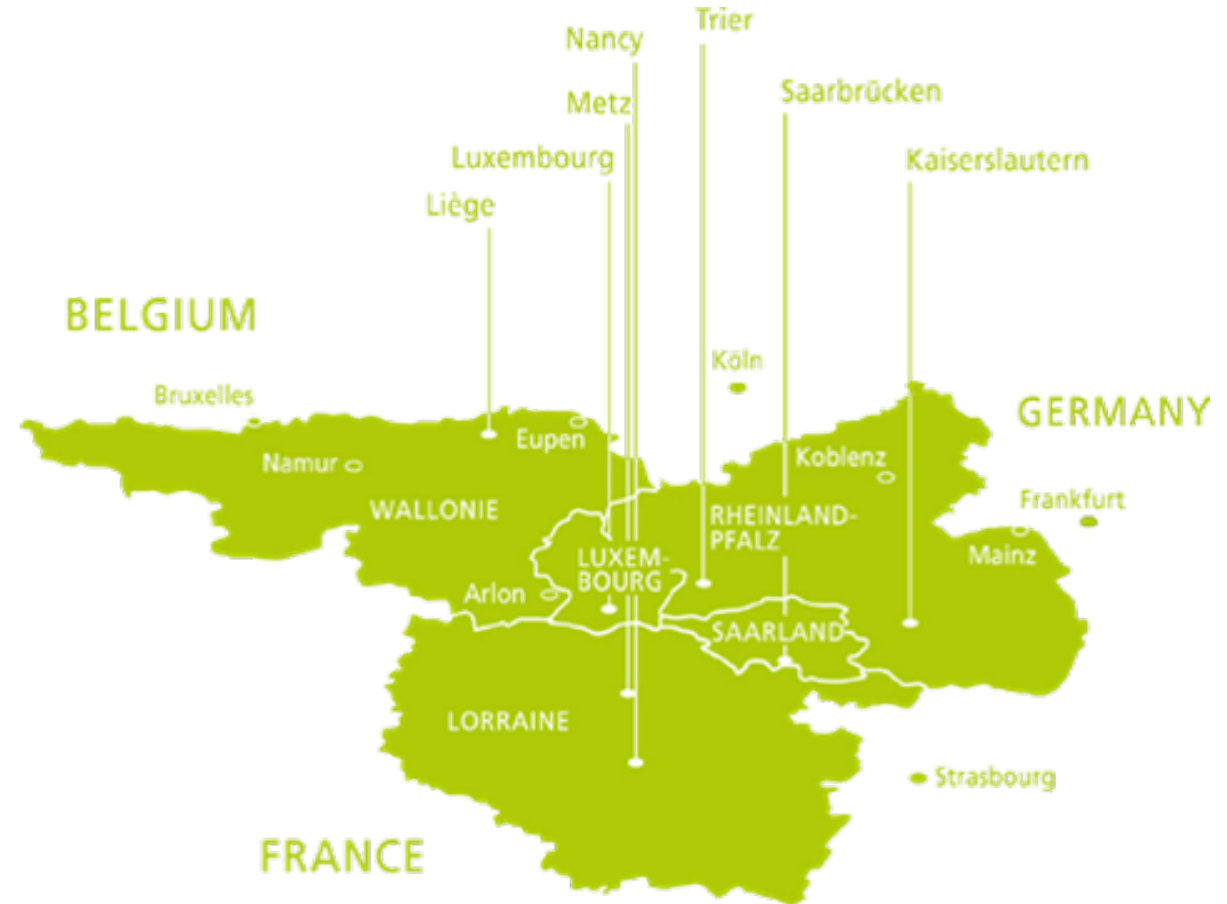 Trier
Nancy
Saarbrücken
Metz
Luxembourg
Kaiserslautern
Liège
BELGIUM
Köln
Bruxelles
GERMANY
Eupen
Namur
Koblenz
Frankfurt
WALLONIE
RHEINLAND-
PFALZ
Mainz
LUXEM-
BOURG
Arlon
SAARLAND
LORRAINE
Strasbourg
FRANCE